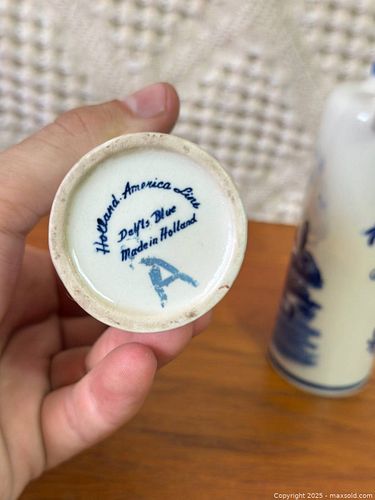 Holland-America Line
Delfts Blue
Made in Holland
A
Copyright 2025 - maxsold.com